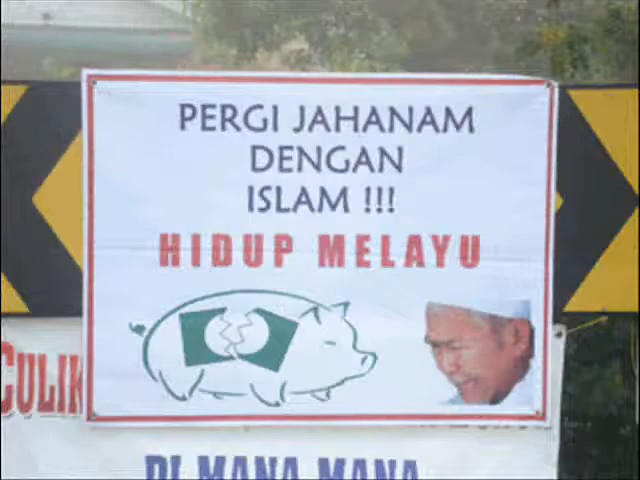 PERGI JAHANAM
DENGAN
ISLAM !!!
HIDUP MELAYU
CULIK
DI MANA MANA